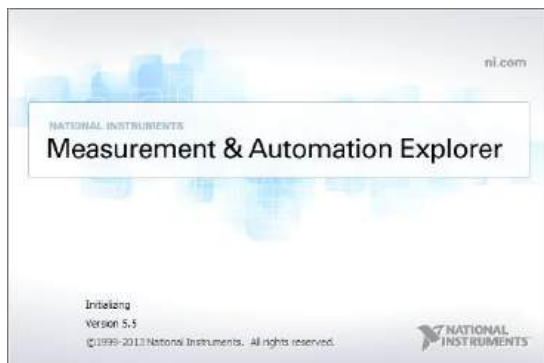 ni.com
NATIONAL INSTRUMENTS
Measurement & Automation Explorer
Initializing
Version 5.5
©1999-2013 National Instruments. All rights reserved.
NATIONAL
INSTRUMENTS